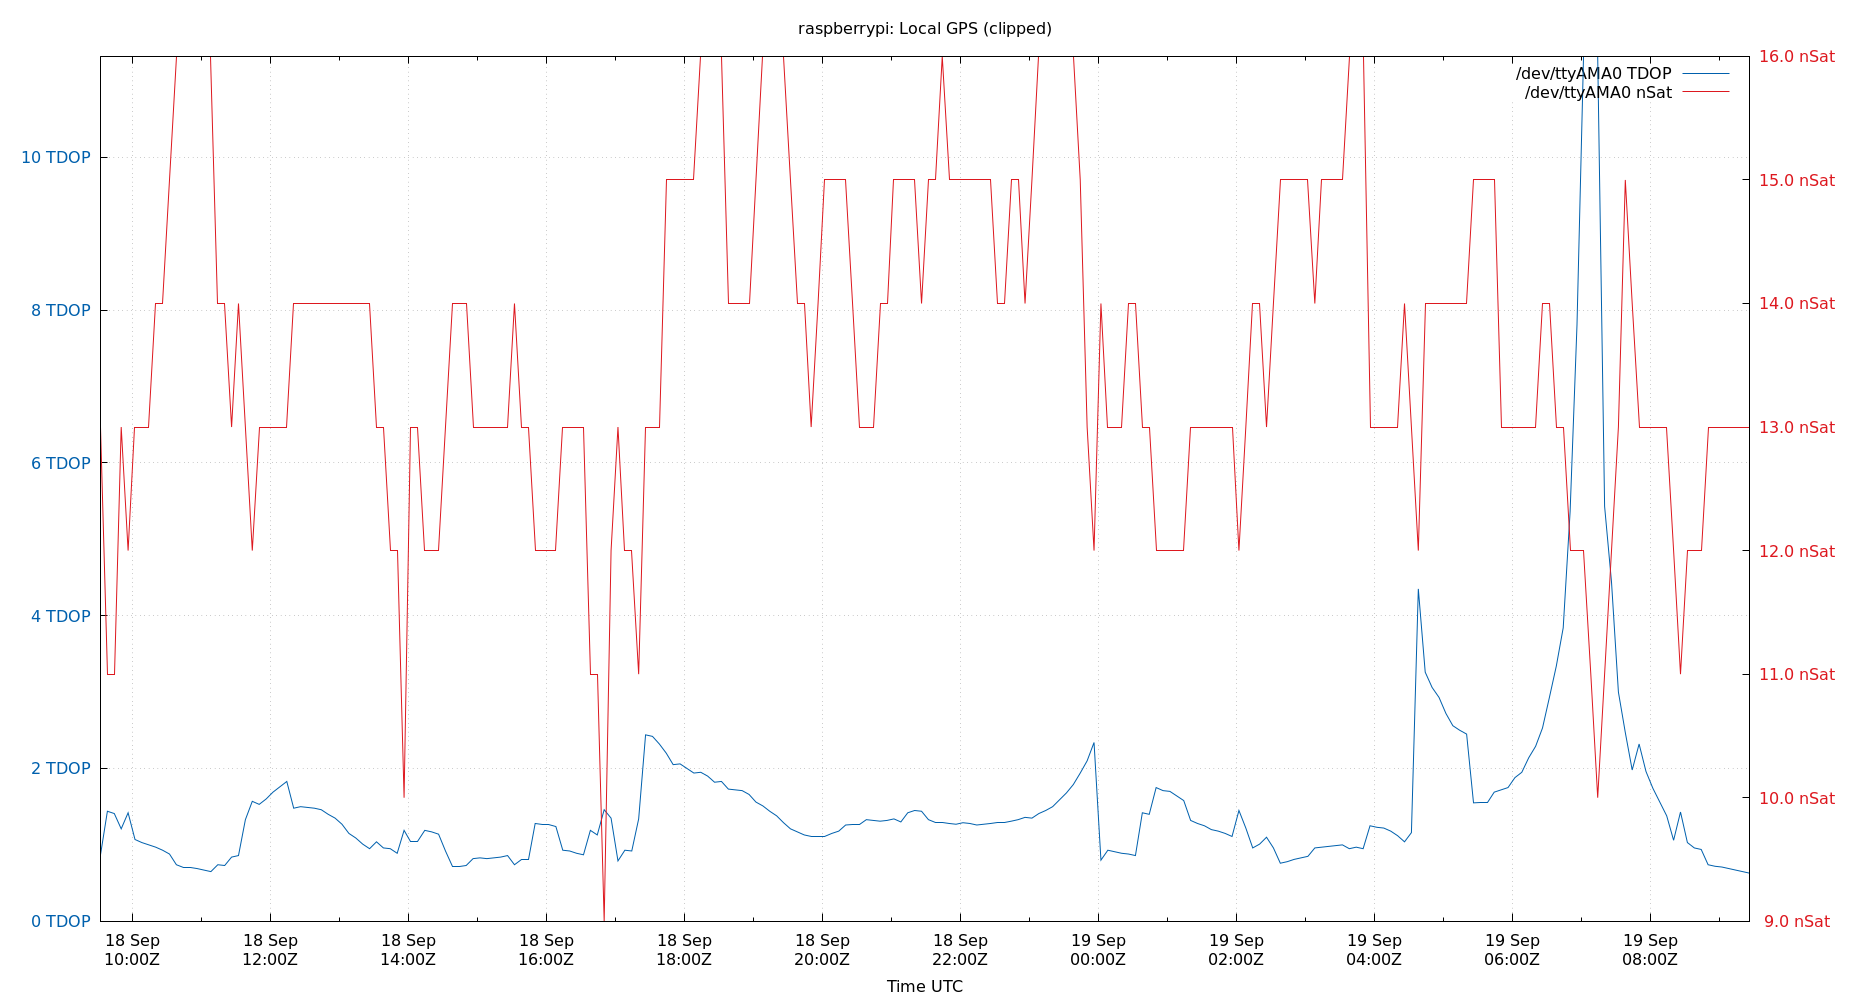 raspberrypi: Local GPS (clipped)
16.0 nSat
/dev/ttyAMA0 TDOP
/dev/ttyAMA0 nSat
10 TDOP
15.0 nSat
8 TDOP
14.0 nSat
13.0 nSat
6 TDOP
12.0 nSat
4 TDOP
11.0 nSat
2 TDOP
10.0 nSat
0 TDOP
9.0 nSat
18 Sep 18 Sep 18 Sep 18 Sep 18 Sep 18 Sep 18 Sep 19 Sep 19 Sep 19 Sep 19 Sep 19 Sep
10:00Z 12:00Z 14:00Z 16:00Z 18:00Z 20:00Z 22:00Z 00:00Z 02:00Z 04:00Z 06:00Z 08:00Z
Time UTC